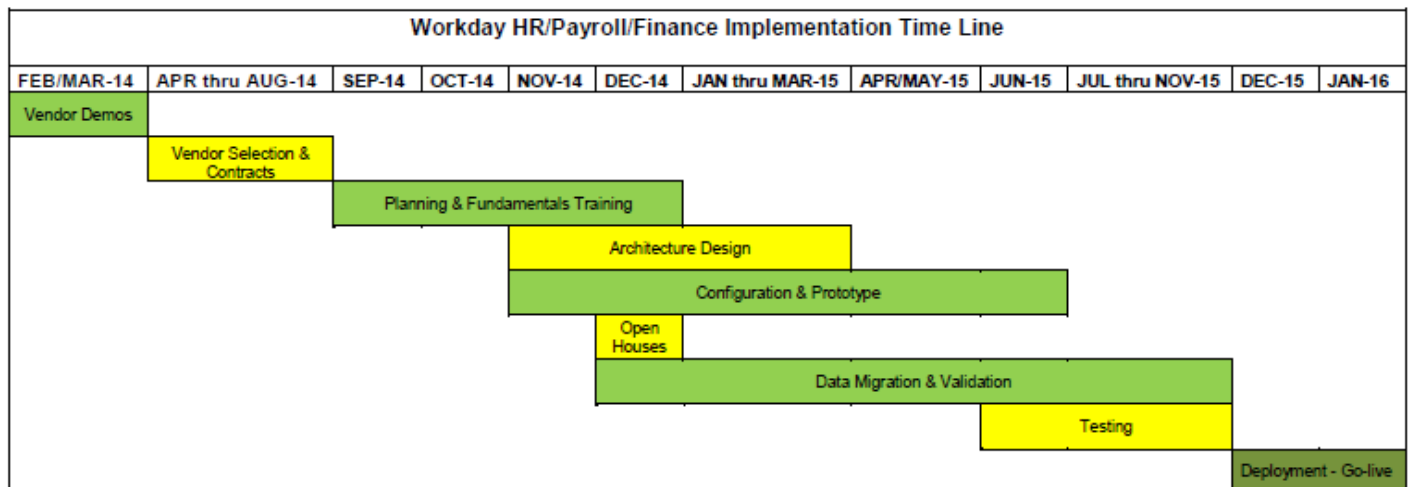 Workday HR/Payroll/Finance Implementation Time Line
FEB/MAR-14 APR thru AUG-14 SEP-14 OCT-14 NOV-14 DEC-14 JAN thru MAR-15 APR/MAY-15 JUN-15 JUL thru NOV-15 DEC-15 JAN-16
Vendor Demos
Vendor Selection &
Contracts
Planning & Fundamentals Training
Architecture Design
Configuration & Prototype
Open
Houses
Data Migration & Validation
Testing
Deployment - Go-live